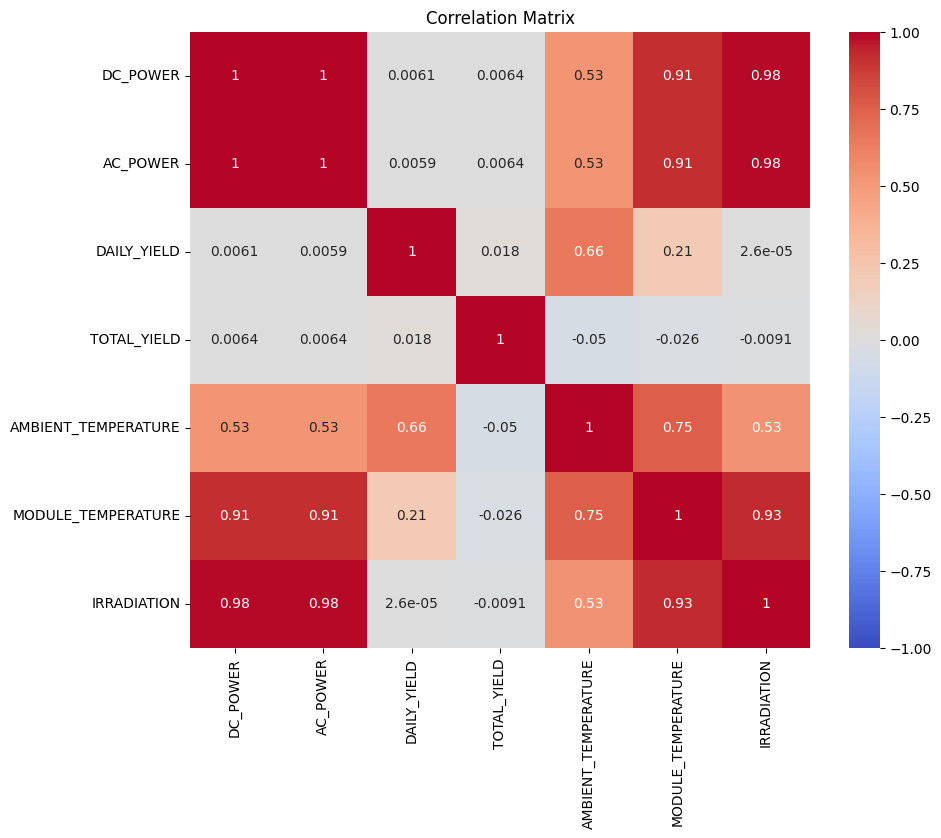 Correlation Matrix
DC_POWER 1 1 0.0061 0.0064 0.53 0.91 0.98
AC_POWER 1 1 0.0059 0.0064 0.53 0.91 0.98
DAILY_YIELD 0.0061 0.0059 1 0.018 0.66 0.21 2.6e-05
TOTAL_YIELD 0.0064 0.0064 0.018 1 -0.05 -0.026 -0.0091
AMBIENT_TEMPERATURE 0.53 0.53 0.66 -0.05 1 0.75 0.53
MODULE_TEMPERATURE 0.91 0.91 0.21 -0.026 0.75 1 0.93
IRRADIATION 0.98 0.98 2.6e-05 -0.0091 0.53 0.93 1
DC_POWER
AC_POWER
DAILY_YIELD
TOTAL_YIELD
AMBIENT_TEMPERATURE
MODULE_TEMPERATURE
IRRADIATION
1.00
0.75
0.50
0.25
0.00
−0.25
−0.50
−0.75
−1.00